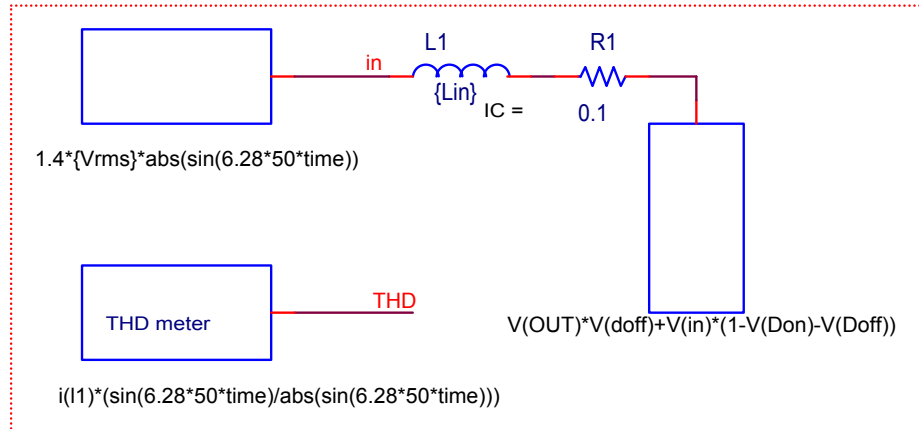 in
L1
{Lin}
IC =
R1
0.1
1.4*{Vrms}*abs(sin(6.28*50*time))
THD meter
THD
V(OUT)*V(doff)+V(in)*(1-V(Don)-V(Doff))
i(l1)*(sin(6.28*50*time)/abs(sin(6.28*50*time)))